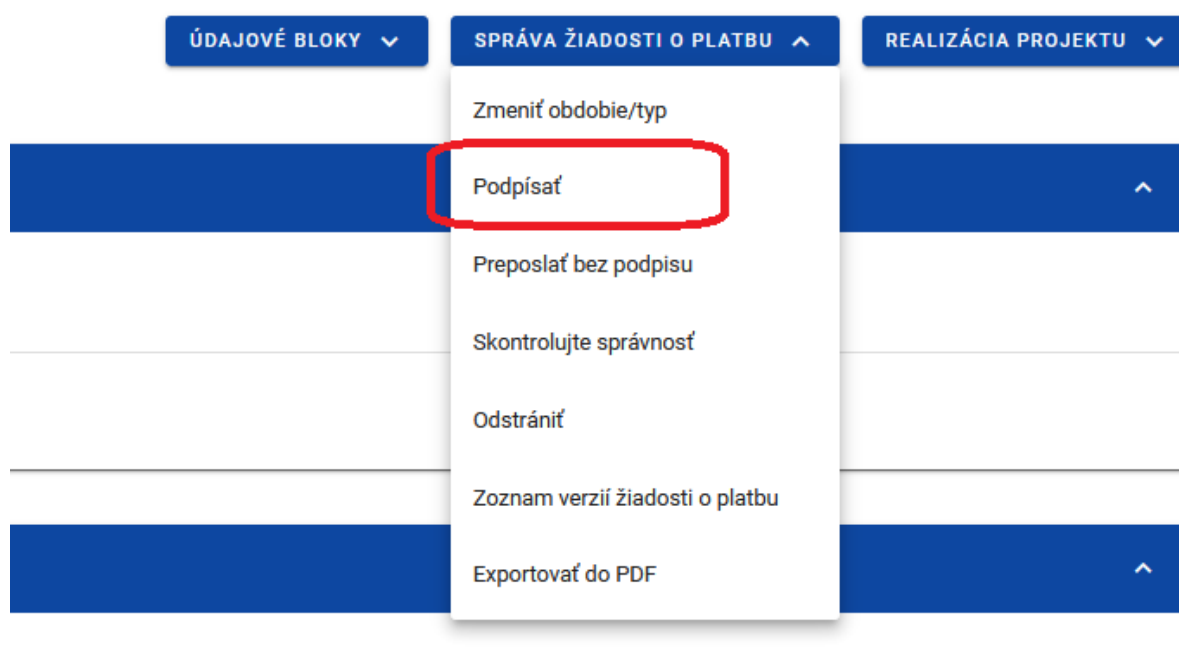 ÚDAJOVÉ BLOKY
SPRÁVA ŽIADOSTI O PLATBU
REALIZÁCIA PROJEKTU
Zmeniť obdobie/typ
Podpísať
Preposlať bez podpisu
Skontrolujte správnosť
Odstrániť
Zoznam verzií žiadosti o platbu
Exportovať do PDF